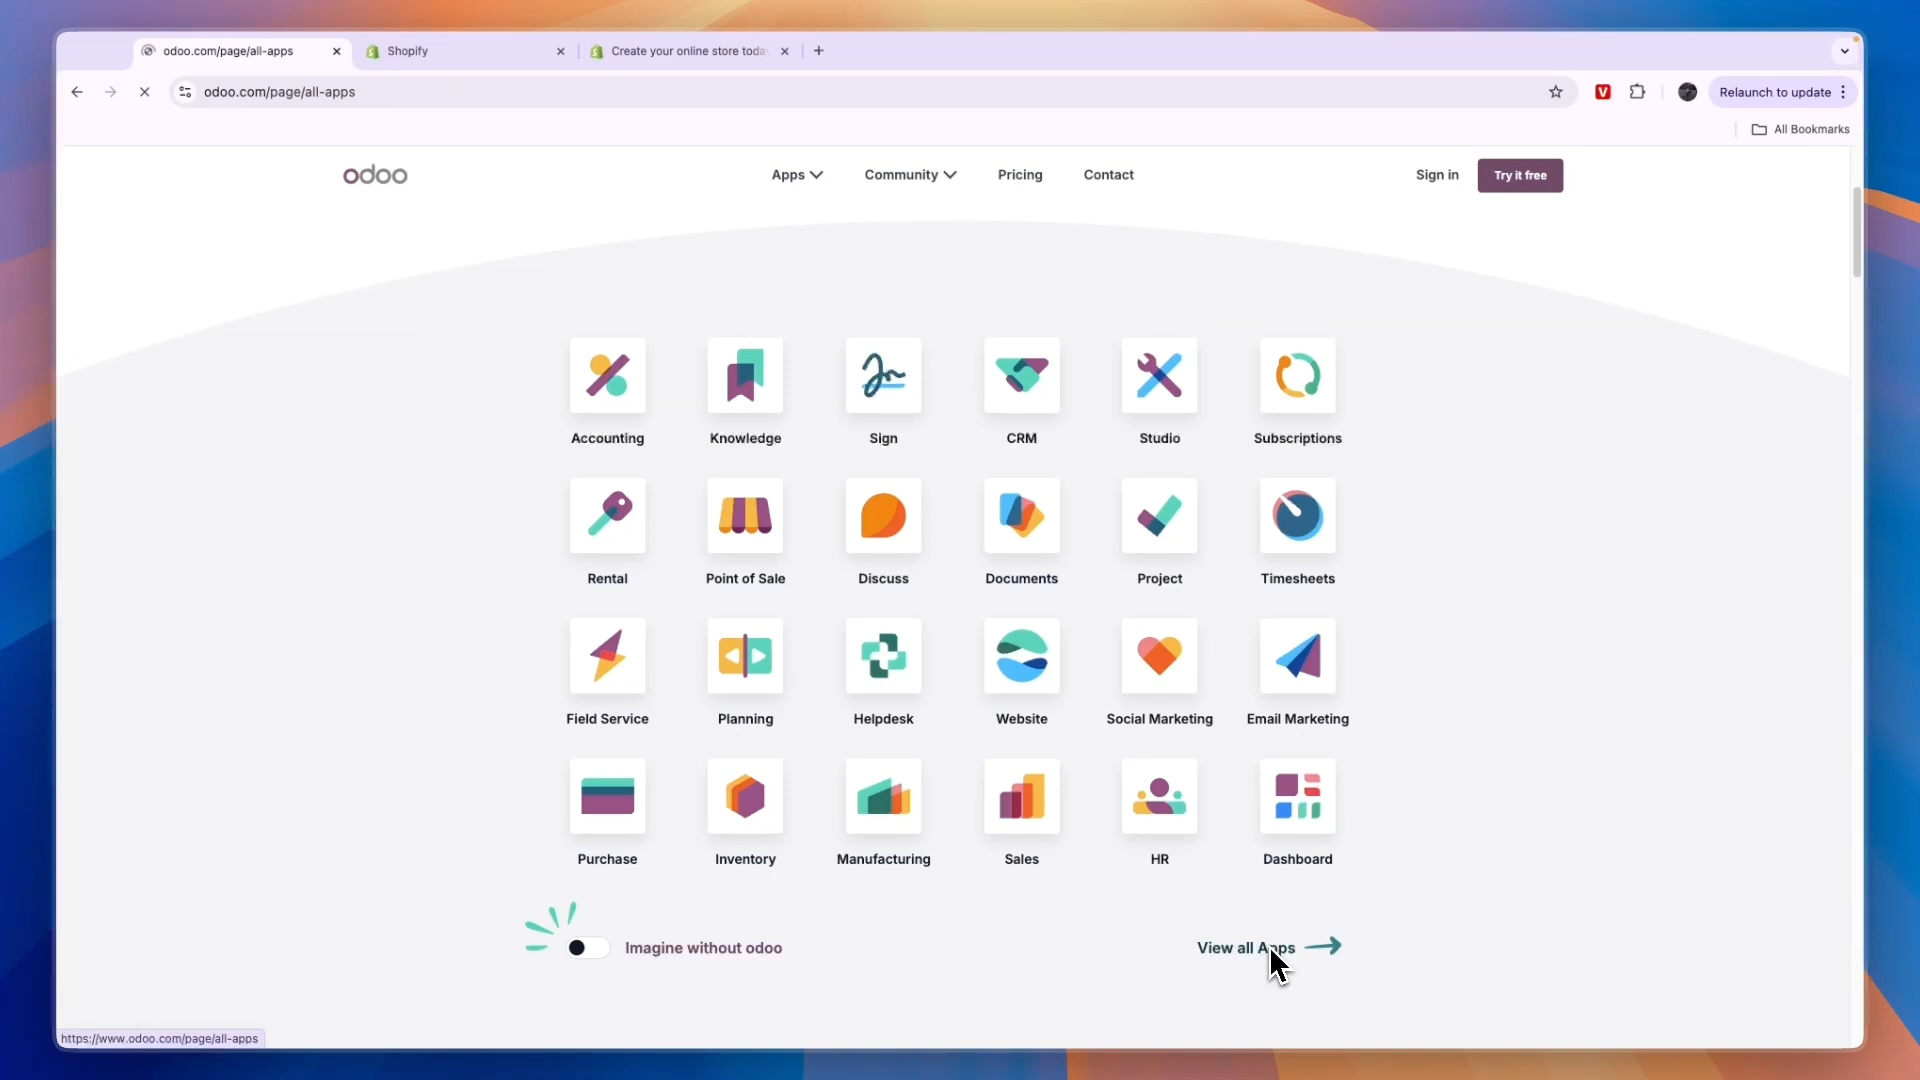 odoo.com/page/all-apps
Shopify
Create your online store toda
odoo.com/page/all-apps
Relaunch to update
All Bookmarks
odoo
Apps
Community
Pricing
Contact
Sign in
Try it free
Accounting
Knowledge
Sign
CRM
Studio
Subscriptions
Rental
Point of Sale
Discuss
Documents
Project
Timesheets
Field Service
Planning
Helpdesk
Website
Social Marketing
Email Marketing
Purchase
Inventory
Manufacturing
Sales
HR
Dashboard
Imagine without odoo
View all Apps
https://www.odoo.com/page/all-apps